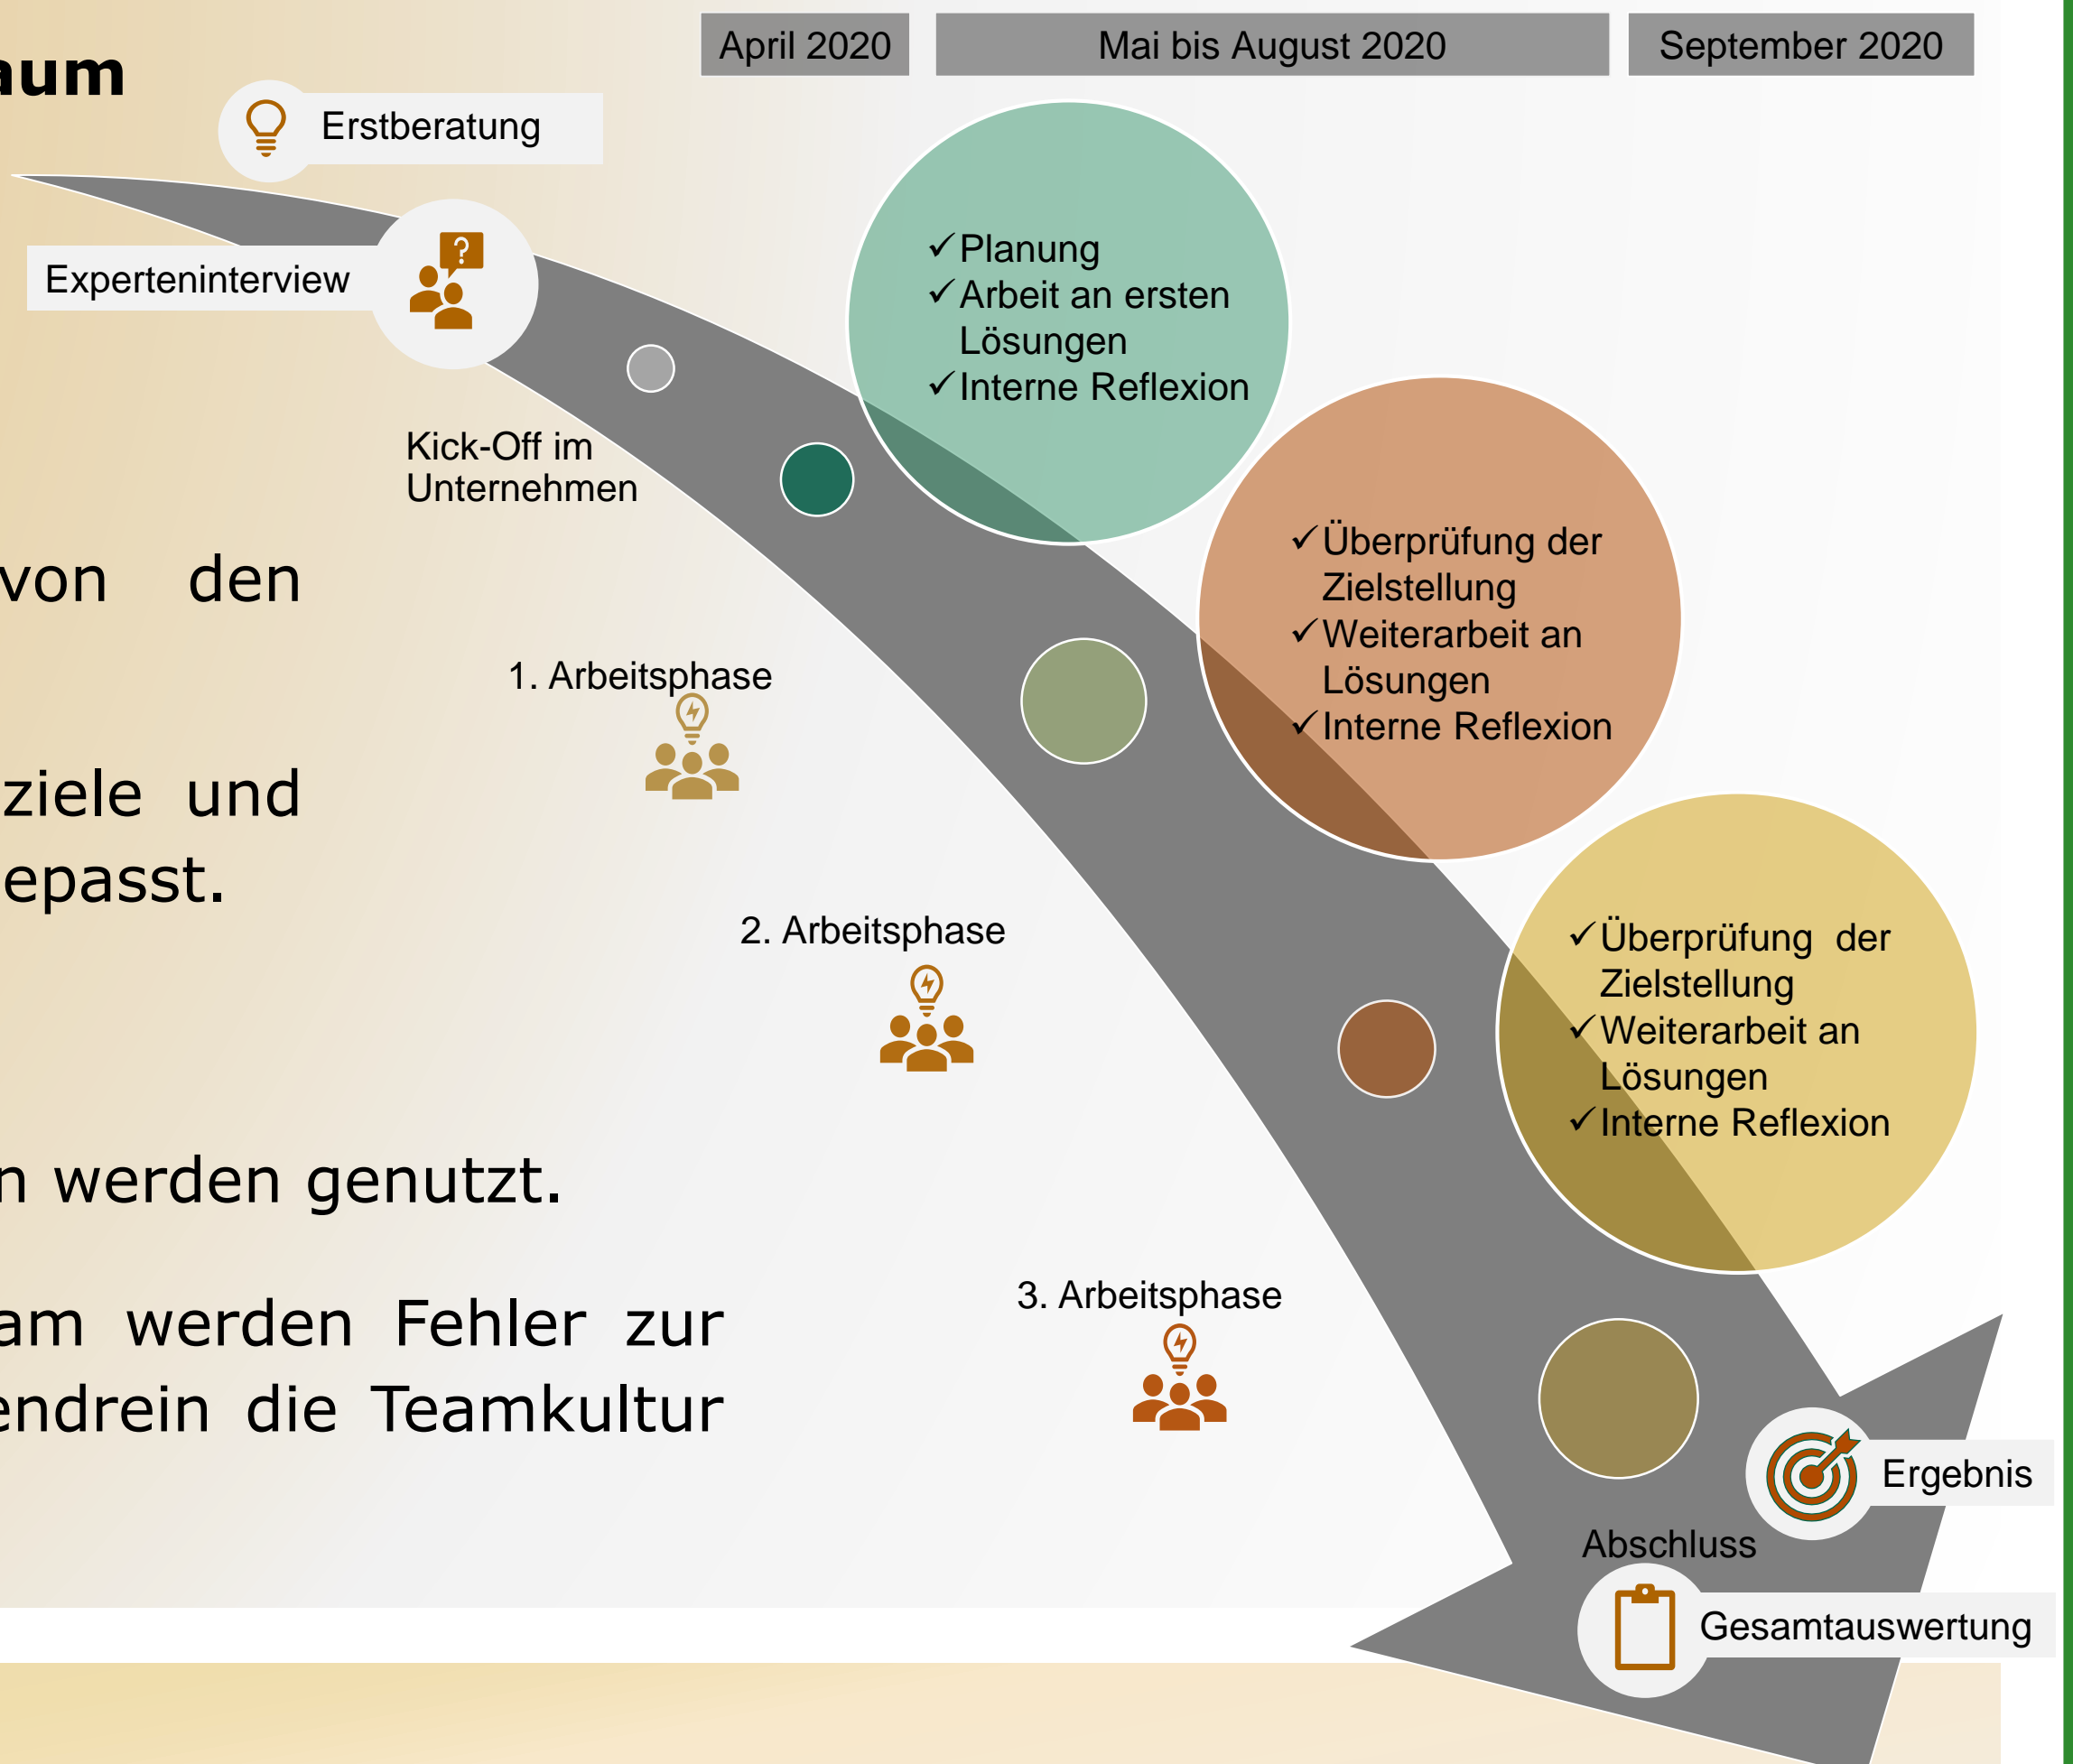 April 2020
Mai bis August 2020
September 2020
Erstberatung
Experteninterview
?
Kick-Off im
Unternehmen
✓Planung
✓Arbeit an ersten
Lösungen
✓Interne Reflexion
von den
1. Arbeitsphase
✓Überprüfung der
Zielstellung
✓Weiterarbeit an
Lösungen
✓Interne Reflexion
ziele und
epasst.
2. Arbeitsphase
✓Überprüfung der
Zielstellung
✓Weiterarbeit an
Lösungen
✓Interne Reflexion
n werden genutzt.
3. Arbeitsphase
am werden Fehler zur
endrein die Teamkultur
Ergebnis
Abschluss
Gesamtauswertung